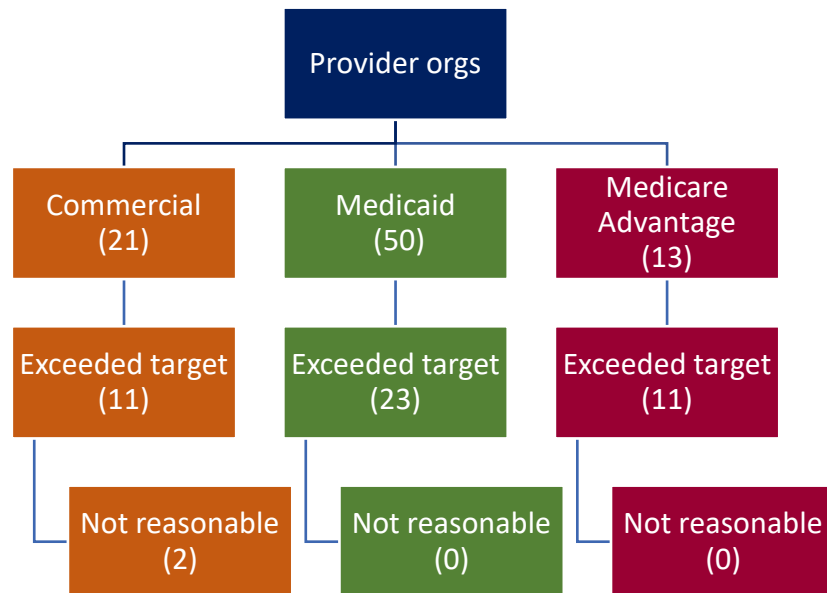 Provider orgs
Commercial
(21)
Medicaid
(50)
Medicare
Advantage
(13)
Exceeded target
(11)
Exceeded target
(23)
Exceeded target
(11)
Not reasonable
(2)
Not reasonable
(0)
Not reasonable
(0)